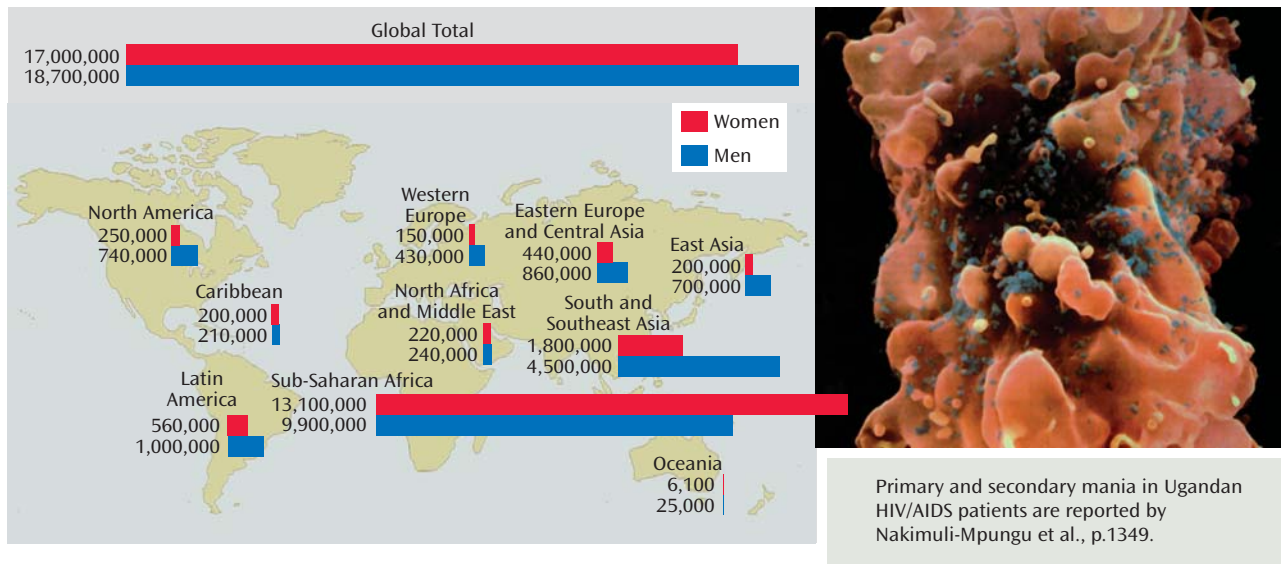 Global Total
17,000,000
18,700,000
Women
Men
North America
250,000
740,000
Western
Europe
150,000
430,000
Eastern Europe
and Central Asia
440,000
860,000
East Asia
200,000
700,000
Caribbean
200,000
210,000
North Africa
and Middle East
220,000
240,000
South and
Southeast Asia
1,800,000
4,500,000
Latin
America
560,000
1,000,000
Sub-Saharan Africa
13,100,000
9,900,000
Oceania
6,100
25,000
Primary and secondary mania in Ugandan
HIV/AIDS patients are reported by
Nakimuli-Mpungu et al., p.1349.